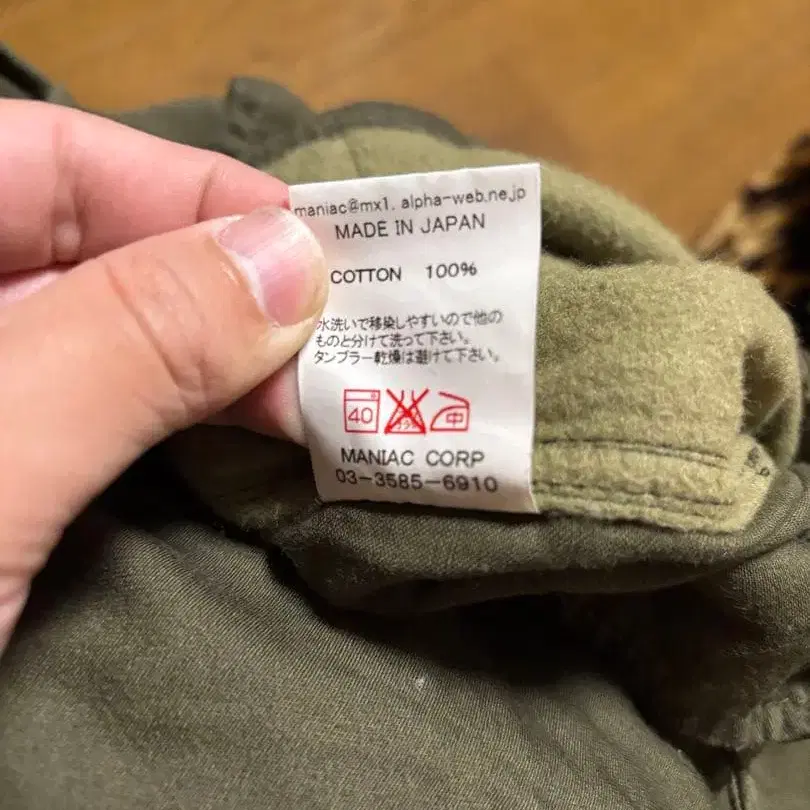 maniac@mx1.alpha-web.ne.jp
MADE IN JAPAN
COTTON 100%
水洗いで移染しやすいので他の
ものと分けて洗って下さい。
タンブラー乾燥は避けて下さい。
40 中
MANIAC CORP
03-3585-6910